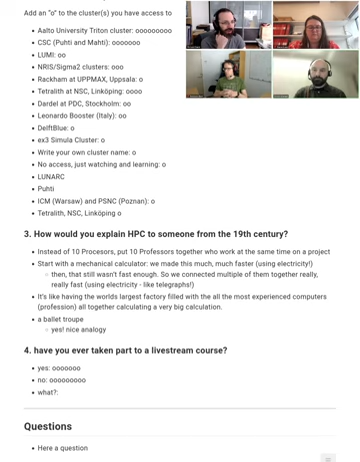 Add an "o" to the cluster(s) you have access to
Aalto University Triton cluster: ooooooooo
CSC (Puhti and Mahti): ooooooo
LUMI: oo
NRIS/Sigma2 clusters: ooo
Rackham at UPPMAX, Uppsala: o
Tetralith at NSC, Linköping: oooo
Dardel at PDC, Stockholm: oo
Leonardo Booster (Italy): oo
DelftBlue: o
ex3 Simula Cluster: o
Write your own cluster name: o
No access, just watching and learning: o
LUNARC
Puhti
ICM (Warsaw) and PSNC (Poznan): o
Tetralith, NSC, Linköping o
3. How would you explain HPC to someone from the 19th century?
Instead of 10 Procesors, put 10 Professors together who work at the same time on a project
Start with a mechanical calculator: we made this much, much faster (using electricity!)
then, that still wasn't fast enough. So we connected multiple of them together really,
really fast (using electricity - like telegraphs!)
It's like having the worlds largest factory filled with the all the most experienced computers
(profession) all together calculating a very big calculation.
a ballet troupe
yes! nice analogy
4. have you ever taken part to a livestream course?
yes: ooooooo
no: ooooooooo
what?:
Questions
Here a question